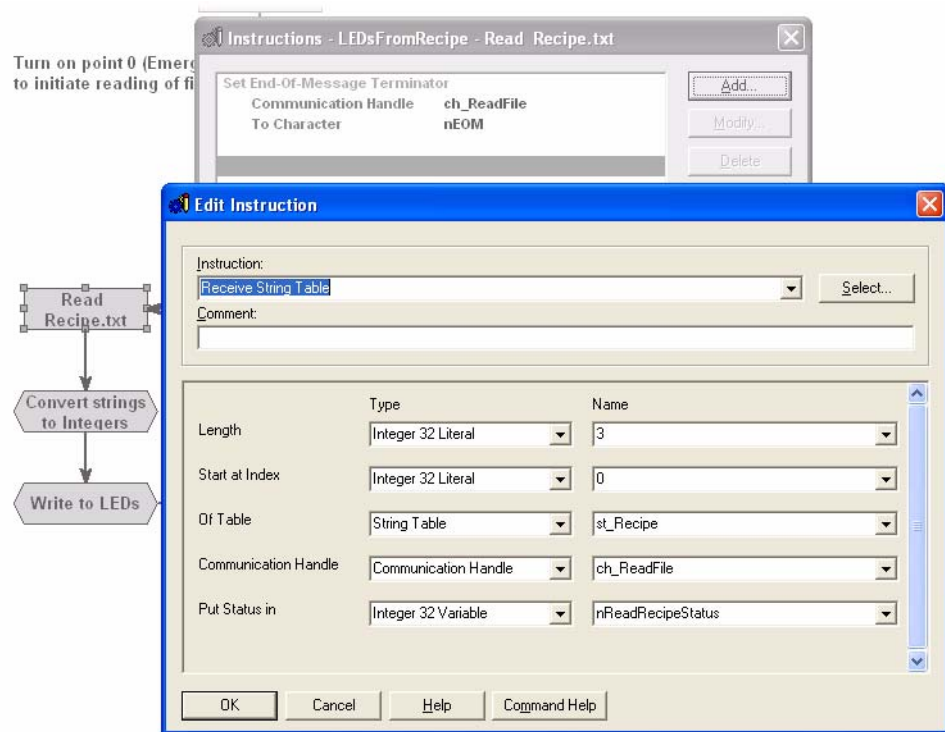 Instructions - LEDsFromRecipe - Read Recipe.txt
Turn on point 0 (Emerg
to initiate reading of fi
Set End-Of-Message Terminator
Communication Handle ch_ReadFile
To Character nEOM
Add...
Modify...
Delete
Edit Instruction
Instruction:
Receive String Table
Select...
Comment:
Read
Recipe.txt
Convert strings
to Integers
Write to LEDs
Type Name
Length Integer 32 Literal 3
Start at Index Integer 32 Literal 0
Of Table String Table st_Recipe
Communication Handle Communication Handle ch_ReadFile
Put Status in Integer 32 Variable nReadRecipeStatus
OK Cancel Help Command Help